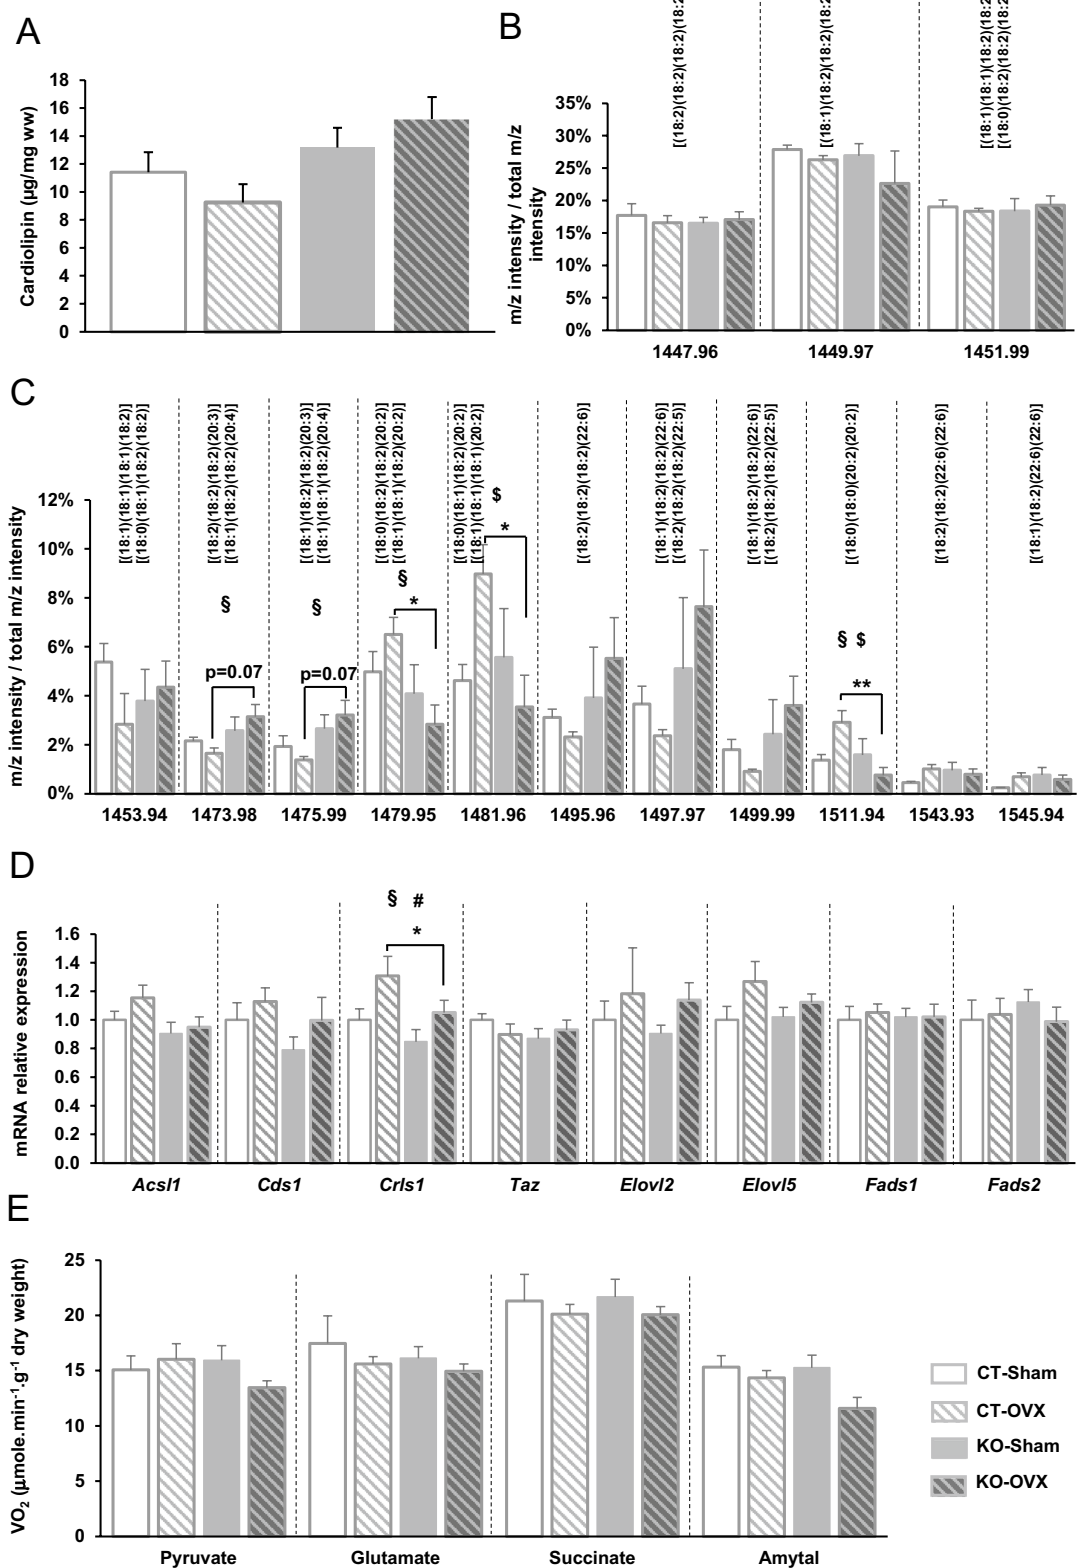 A
Cardiolipin (µg/mg ww)
18
16
14
12
10
8
6
4
2
0
B
m/z intensity / total m/z
intensity
[(18:2)(18:2)(18:2)(18:2
[(18:1)(18:2)(18:2)(18:2
[(18:1)(18:1)(18:2)(18:2
[(18:0)(18:2)(18:2)(18:2
35%
30%
25%
20%
15%
10%
5%
0%
1447.96
1449.97
1451.99
C
m/z intensity / total m/z intensity
[(18:1)(18:1)(18:1)(18:2)]
[(18:0)(18:1)(18:2)(18:2)]
[(18:2)(18:2)(18:2)(20:3)]
[(18:1)(18:2)(18:2)(20:4)]
[(18:1)(18:2)(18:2)(20:3)]
[(18:1)(18:1)(18:2)(20:4)]
[(18:0)(18:2)(18:2)(20:2)]
[(18:1)(18:1)(18:2)(20:2)]
[(18:0)(18:1)(18:2)(20:2)]
[(18:1)(18:1)(18:1)(20:2)]
[(18:2)(18:2)(18:2)(22:6)]
[(18:1)(18:2)(18:2)(22:6)]
[(18:2)(18:2)(18:2)(22:5)]
[(18:1)(18:1)(18:2)(22:6)]
[(18:2)(18:2)(18:2)(22:5)]
[(18:0)(18:0)(20:2)(20:2)]
[(18:2)(18:2)(22:6)(22:6)]
[(18:1)(18:2)(22:6)(22:6)]
12%
10%
8%
6%
4%
2%
0%
§
p=0.07
§
p=0.07
§
*
$
*
§ $
**
1453.94
1473.98
1475.99
1479.95
1481.96
1495.96
1497.97
1499.99
1511.94
1543.93
1545.94
D
mRNA relative expression
1.6
1.4
1.2
1.0
0.8
0.6
0.4
0.2
0.0
§ #
*
Acsl1
Cds1
Crls1
Taz
Elovl2
Elovl5
Fads1
Fads2
E
VO2 (µmole.min-1.g-1 dry weight)
25
20
15
10
5
0
Pyruvate
Glutamate
Succinate
Amytal
CT-Sham
CT-OVX
KO-Sham
KO-OVX